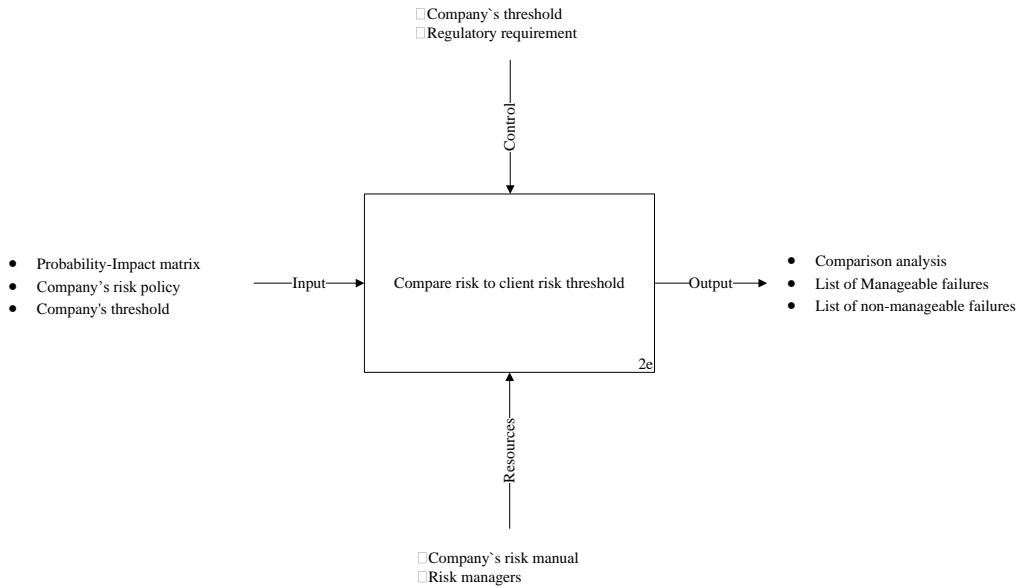 Company`s threshold
Regulatory requirement
Control
• Probability-Impact matrix
• Company’s risk policy
• Company's threshold
Input
Compare risk to client risk threshold
2e
Output
• Comparison analysis
• List of Manageable failures
• List of non-manageable failures
Resources
Company`s risk manual
Risk managers